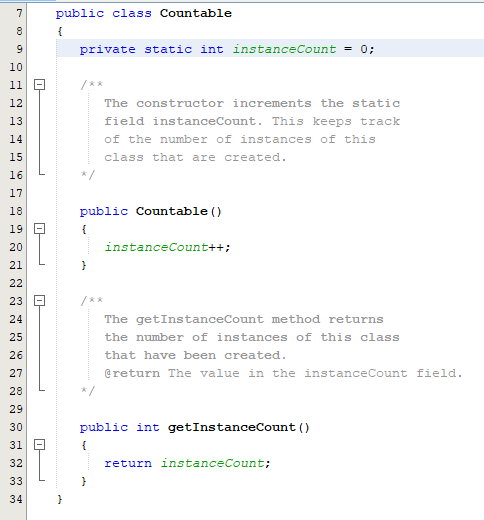 7 public class Countable
8 {
9 private static int instanceCount = 0;
10
11 /**
12 The constructor increments the static
13 field instanceCount. This keeps track
14 of the number of instances of this
15 class that are created.
16 */
17
18 public Countable()
19 {
20 instanceCount++;
21 }
22
23 /**
24 The getInstanceCount method returns
25 the number of instances of this class
26 that have been created.
27 @return The value in the instanceCount field.
28 */
29
30 public int getInstanceCount()
31 {
32 return instanceCount;
33 }
34 }